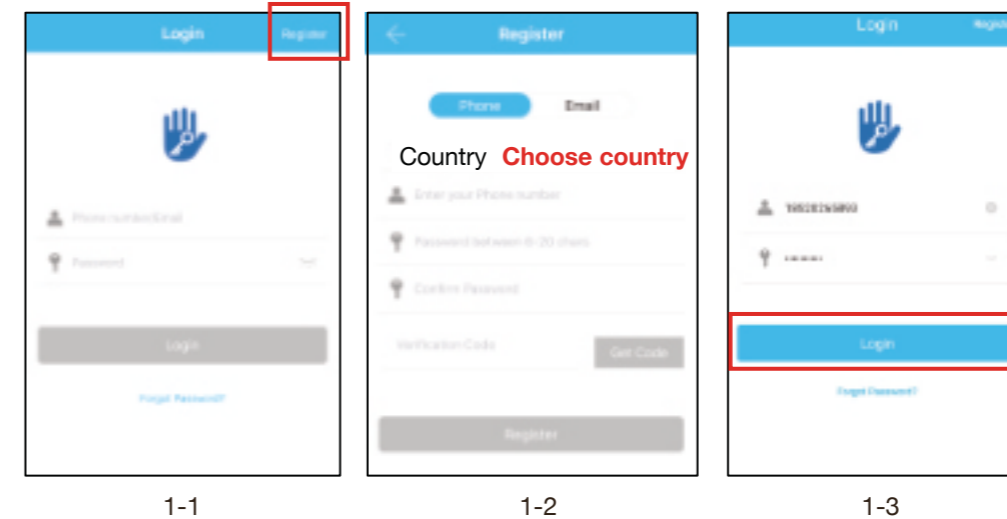 Login Register
Phone number/Email
Password
Login
Forgot Password?
1-1
Register
Phone Email
Country Choose country
Enter your Phone number
Password between 6-20 chars
Confirm Password
Verification Code Get Code
Register
1-2
Login
Login
Forgot Password?
1-3